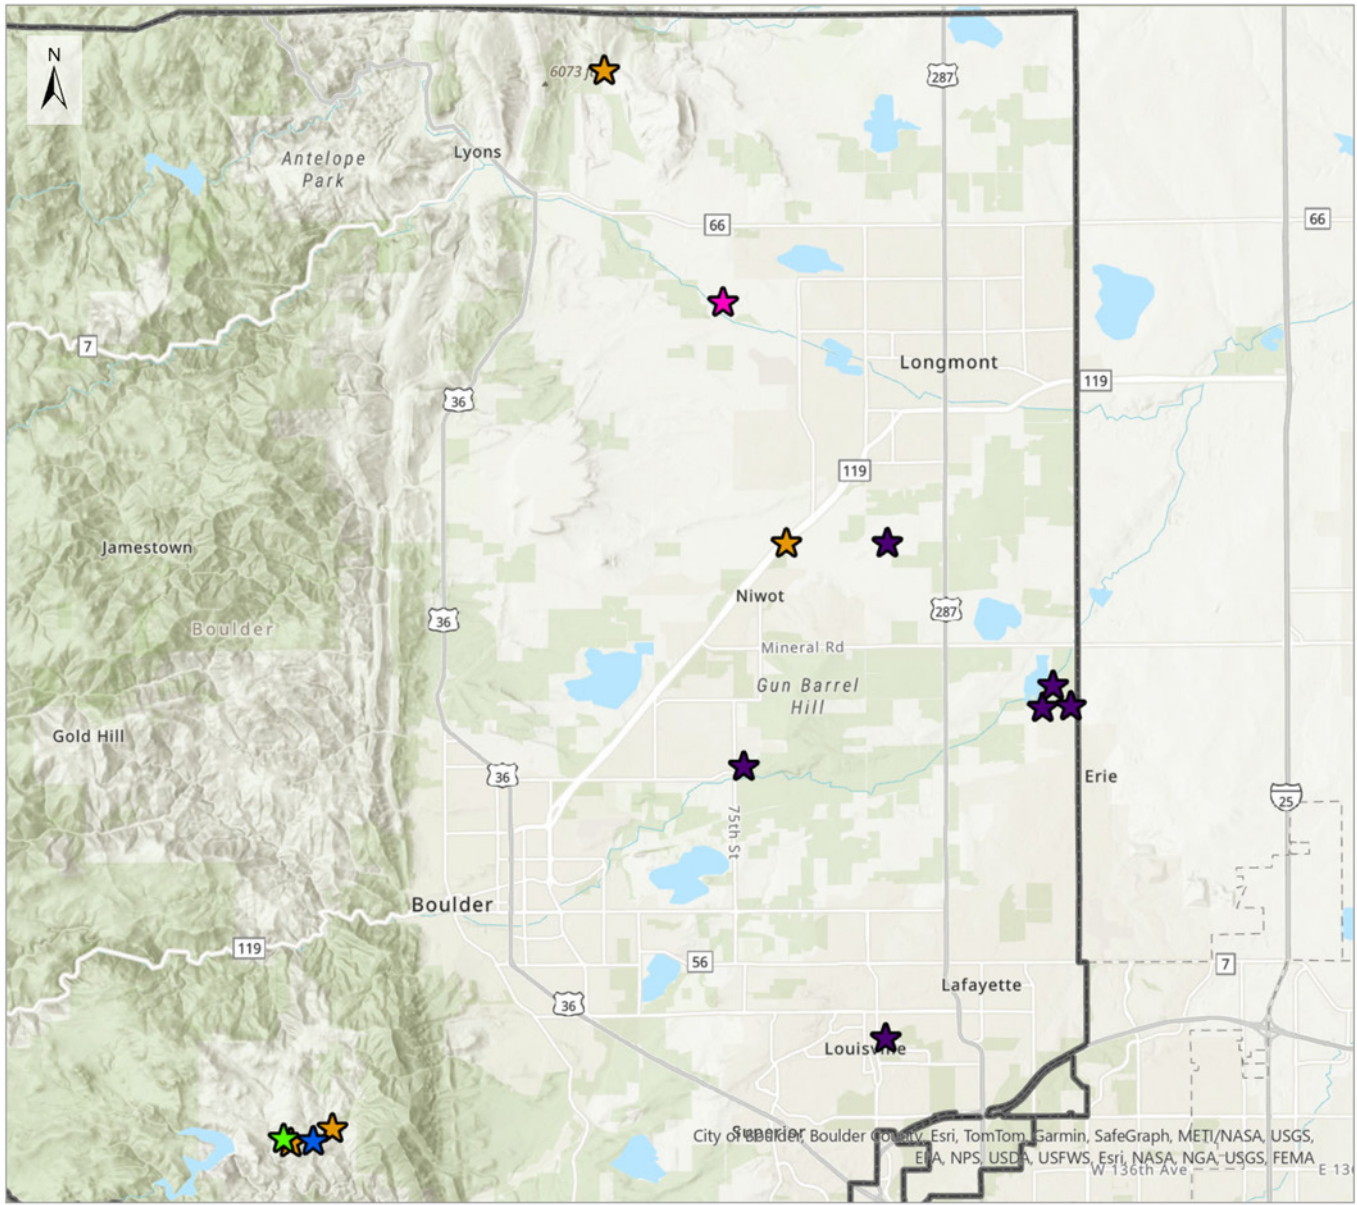 N
6073 f
287
Lyons
Antelope
Park
66
66
7
Longmont
119
36
119
Jamestown
Niwot
287
36
Boulder
Mineral Rd
Gun Barrel
Hill
Gold Hill
36
Erie
25
75th St
Boulder
119
56
7
Lafayette
36
Louisville
Superior
City of Boulder, Boulder County, Esri, TomTom, Garmin, SafeGraph, METI/NASA, USGS,
EPA, NPS, USDA, USFWS, Esri, NASA, NGA, USGS, FEMA
W 136th Ave
E 13